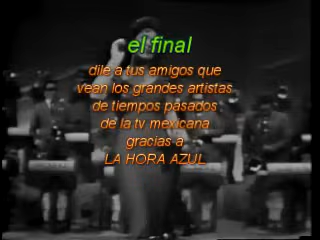 el final
dile a tus amigos que
vean los grandes artistas
de tiempos pasados
de la tv mexicana
gracias a
LA HORA AZUL